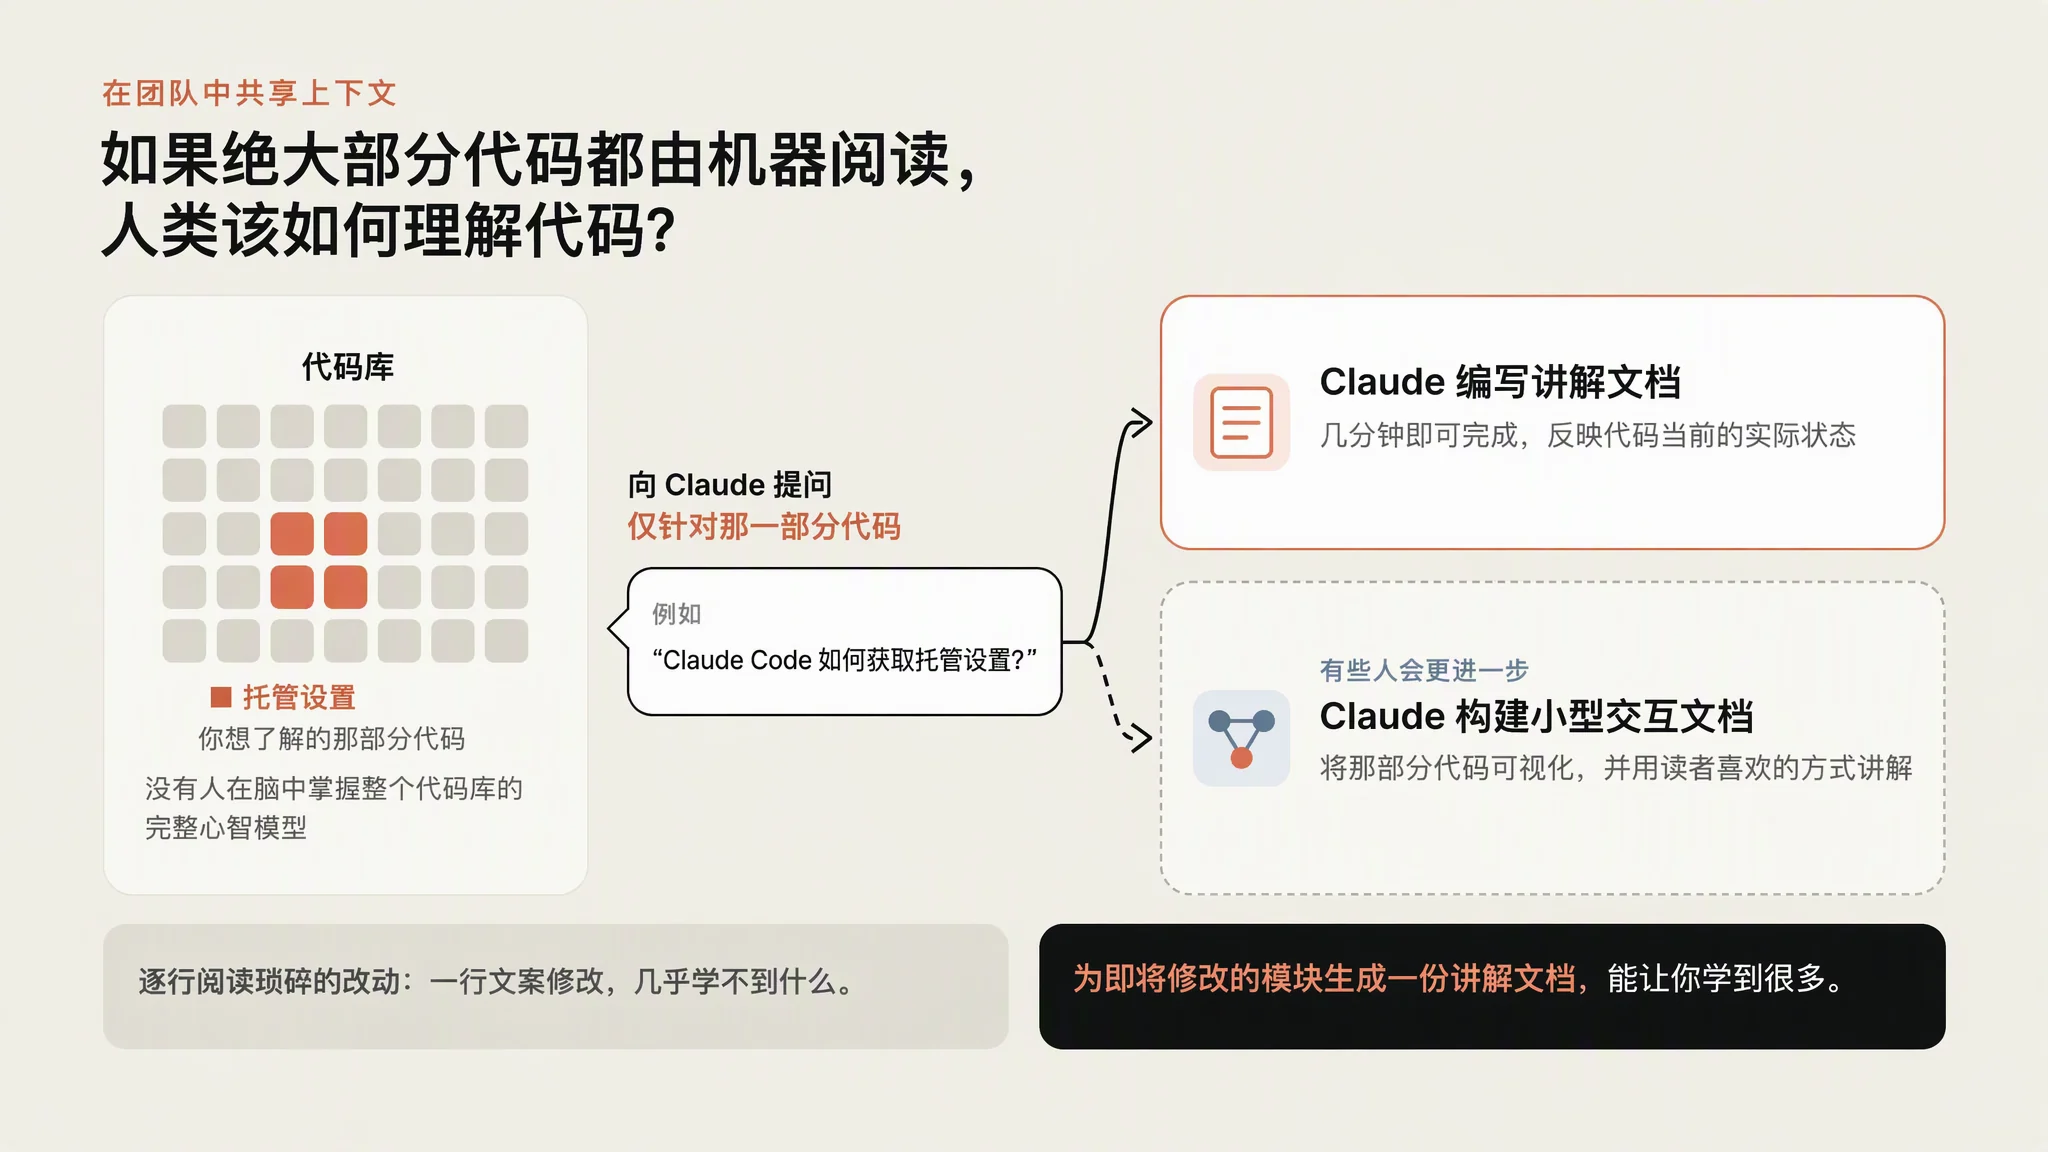 在团队中共享上下文
如果绝大部分代码都由机器阅读，
人类该如何理解代码？
代码库
托管设置
你想了解的那部分代码
没有人在脑中掌握整个代码库的
完整心智模型
向 Claude 提问
仅针对那一部分代码
例如
“Claude Code 如何获取托管设置？”
Claude 编写讲解文档
几分钟即可完成，反映代码当前的实际状态
有些人会更进一步
Claude 构建小型交互文档
将那部分代码可视化，并用读者喜欢的方式讲解
逐行阅读琐碎的改动：一行文案修改，几乎学不到什么。
为即将修改的模块生成一份讲解文档，能让你学到很多。